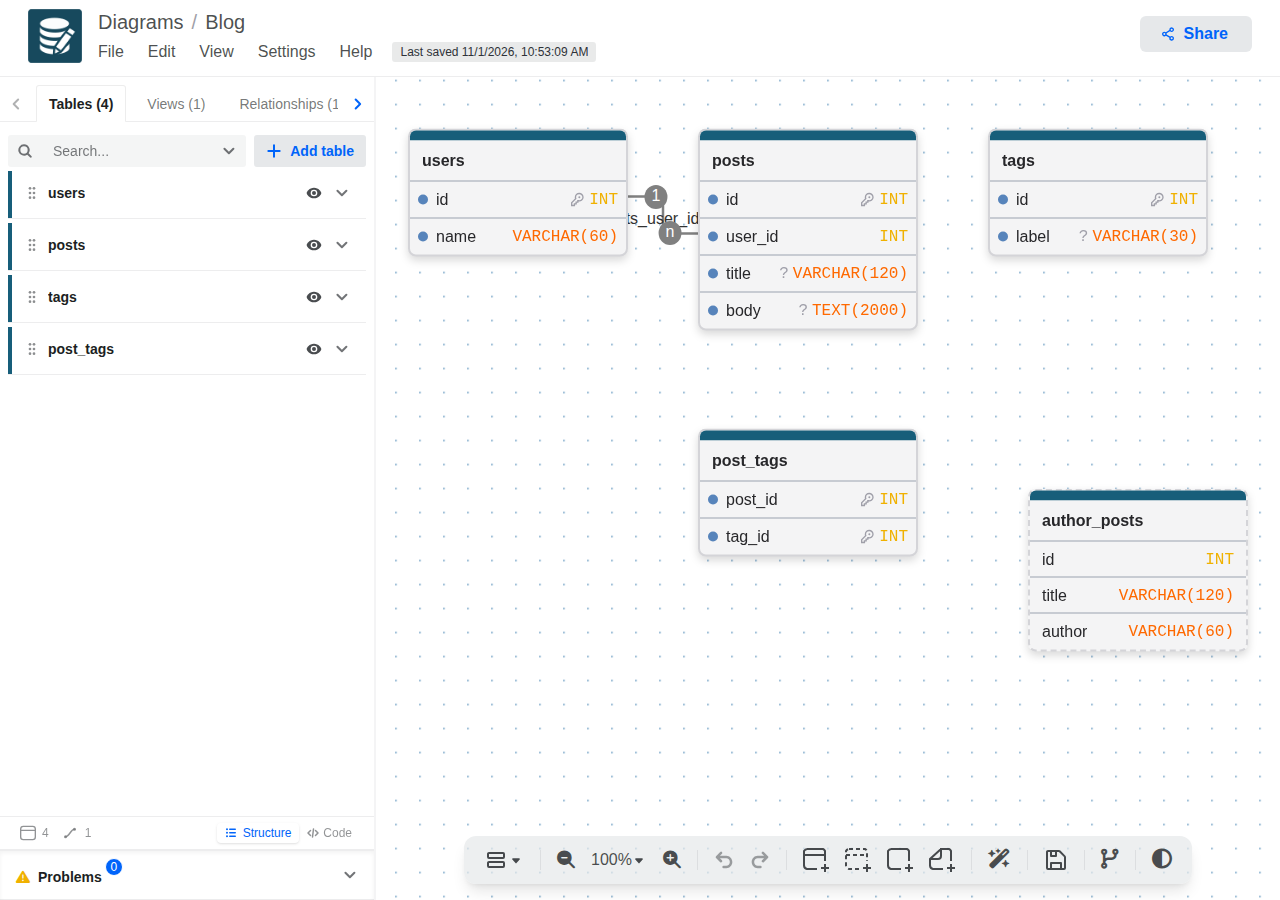 Diagrams / Blog
File Edit View Settings Help Last saved 11/1/2026, 10:53:09 AM
Share
Tables (4) Views (1) Relationships (1
Search... Add table
users
posts
tags
post_tags
4 1 Structure Code
Problems 0
users
id INT
name VARCHAR(60)
1
ts_user_id
n
posts
id INT
user_id INT
title ? VARCHAR(120)
body ? TEXT(2000)
tags
id INT
label ? VARCHAR(30)
post_tags
post_id INT
tag_id INT
author_posts
id INT
title VARCHAR(120)
author VARCHAR(60)
100%